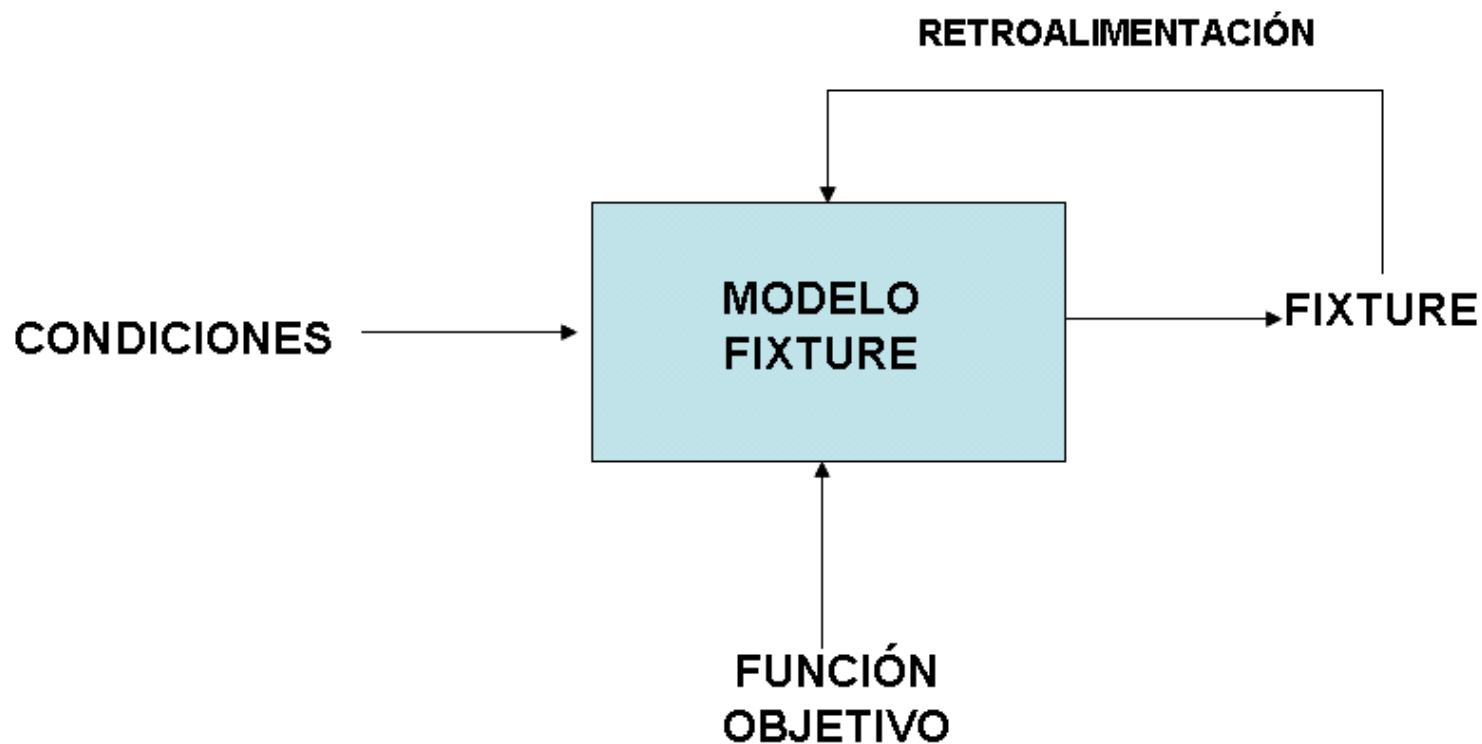 RETROALIMENTACIÓN
CONDICIONES
MODELO
FIXTURE
FIXTURE
FUNCIÓN
OBJETIVO